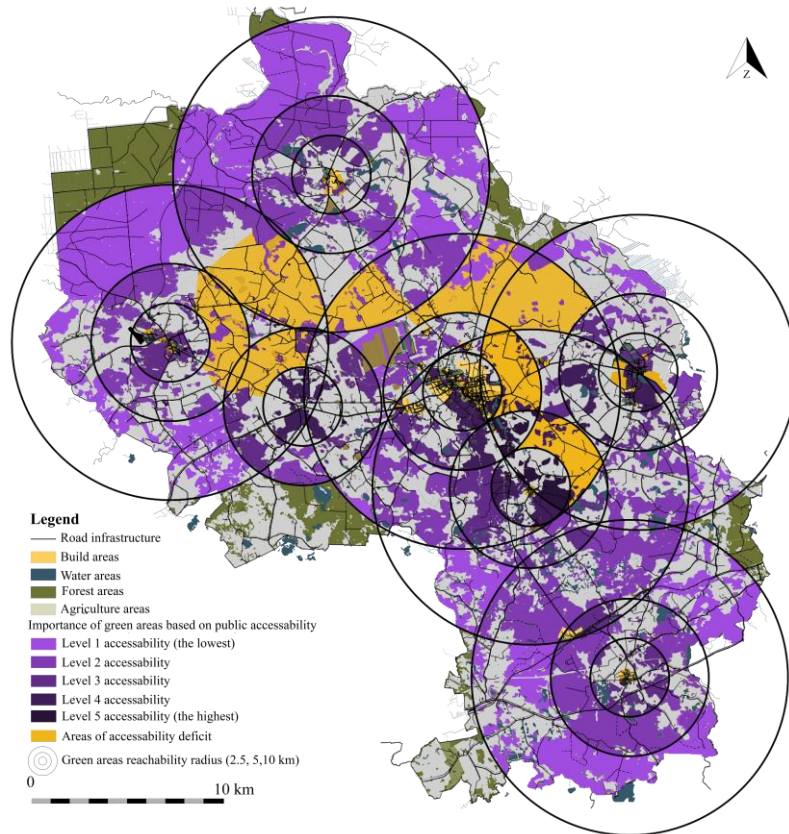 Z
Legend
Road infrastructure
Build areas
Water areas
Forest areas
Agriculture areas
Importance of green areas based on public accessability
Level 1 accessability (the lowest)
Level 2 accessability
Level 3 accessability
Level 4 accessability
Level 5 accessability (the highest)
Areas of accessability deficit
Green areas reachability radius (2.5, 5,10 km)
0 10 km